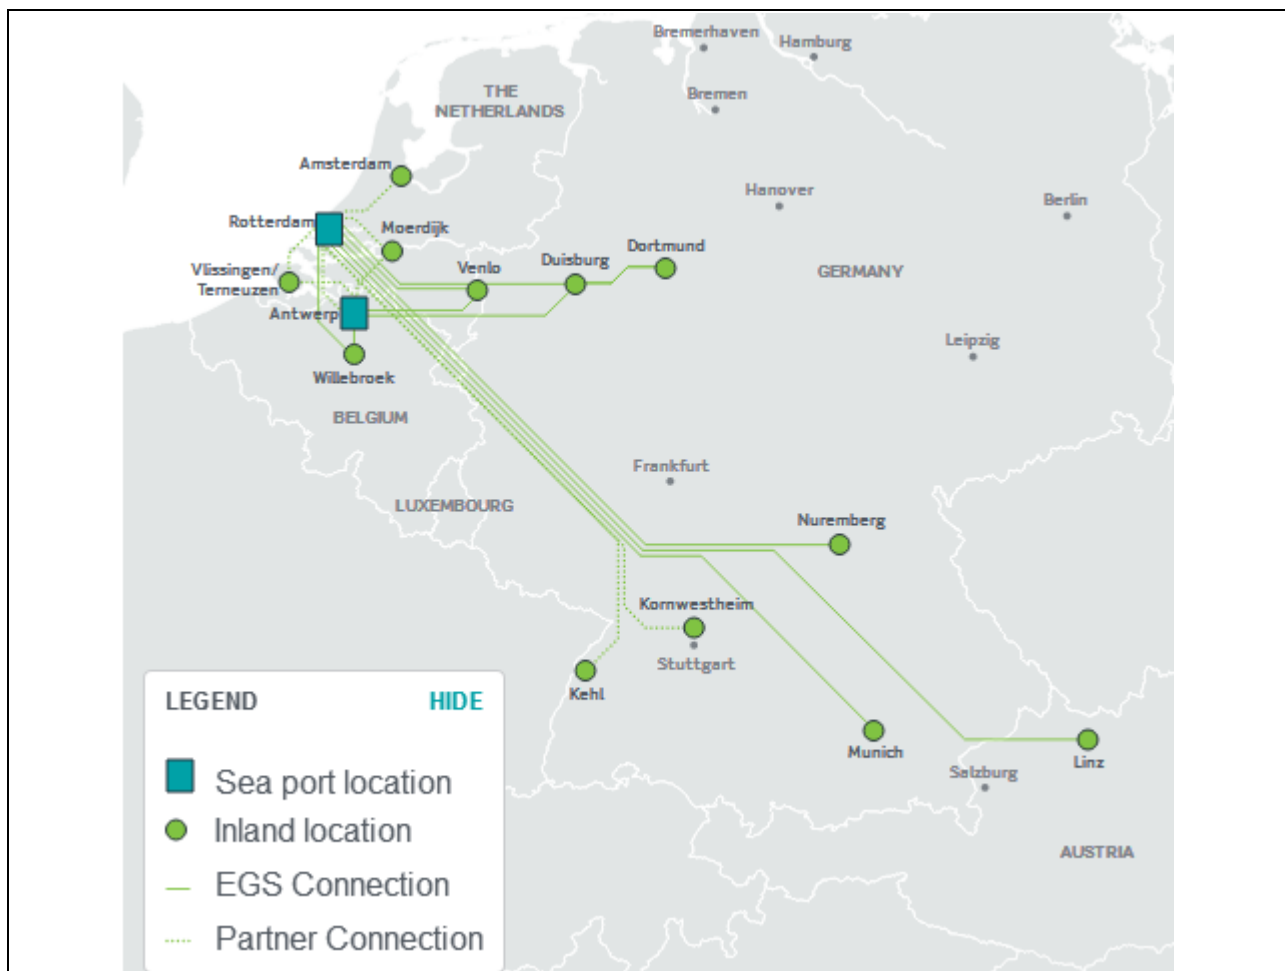 Bremerhaven
Hamburg
THE
NETHERLANDS
Bremen
Amsterdam
Hanover
Berlin
Rotterdam
Moerdijk
Dortmund
Venlo
Duisburg
Vlissingen/
Terneuzen
GERMANY
Antwerp
Leipzig
Willebroek
BELGIUM
Frankfurt
LUXEMBOURG
Nuremberg
Kornwestheim
Stuttgart
Kehl
Munich
Linz
Salzburg
AUSTRIA
LEGEND HIDE
Sea port location
Inland location
EGS Connection
Partner Connection